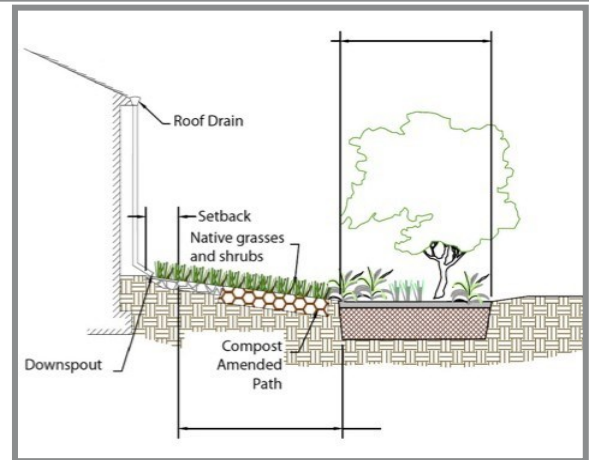 Roof Drain
Setback
Native grasses
and shrubs
Downspout
Compost
Amended
Path